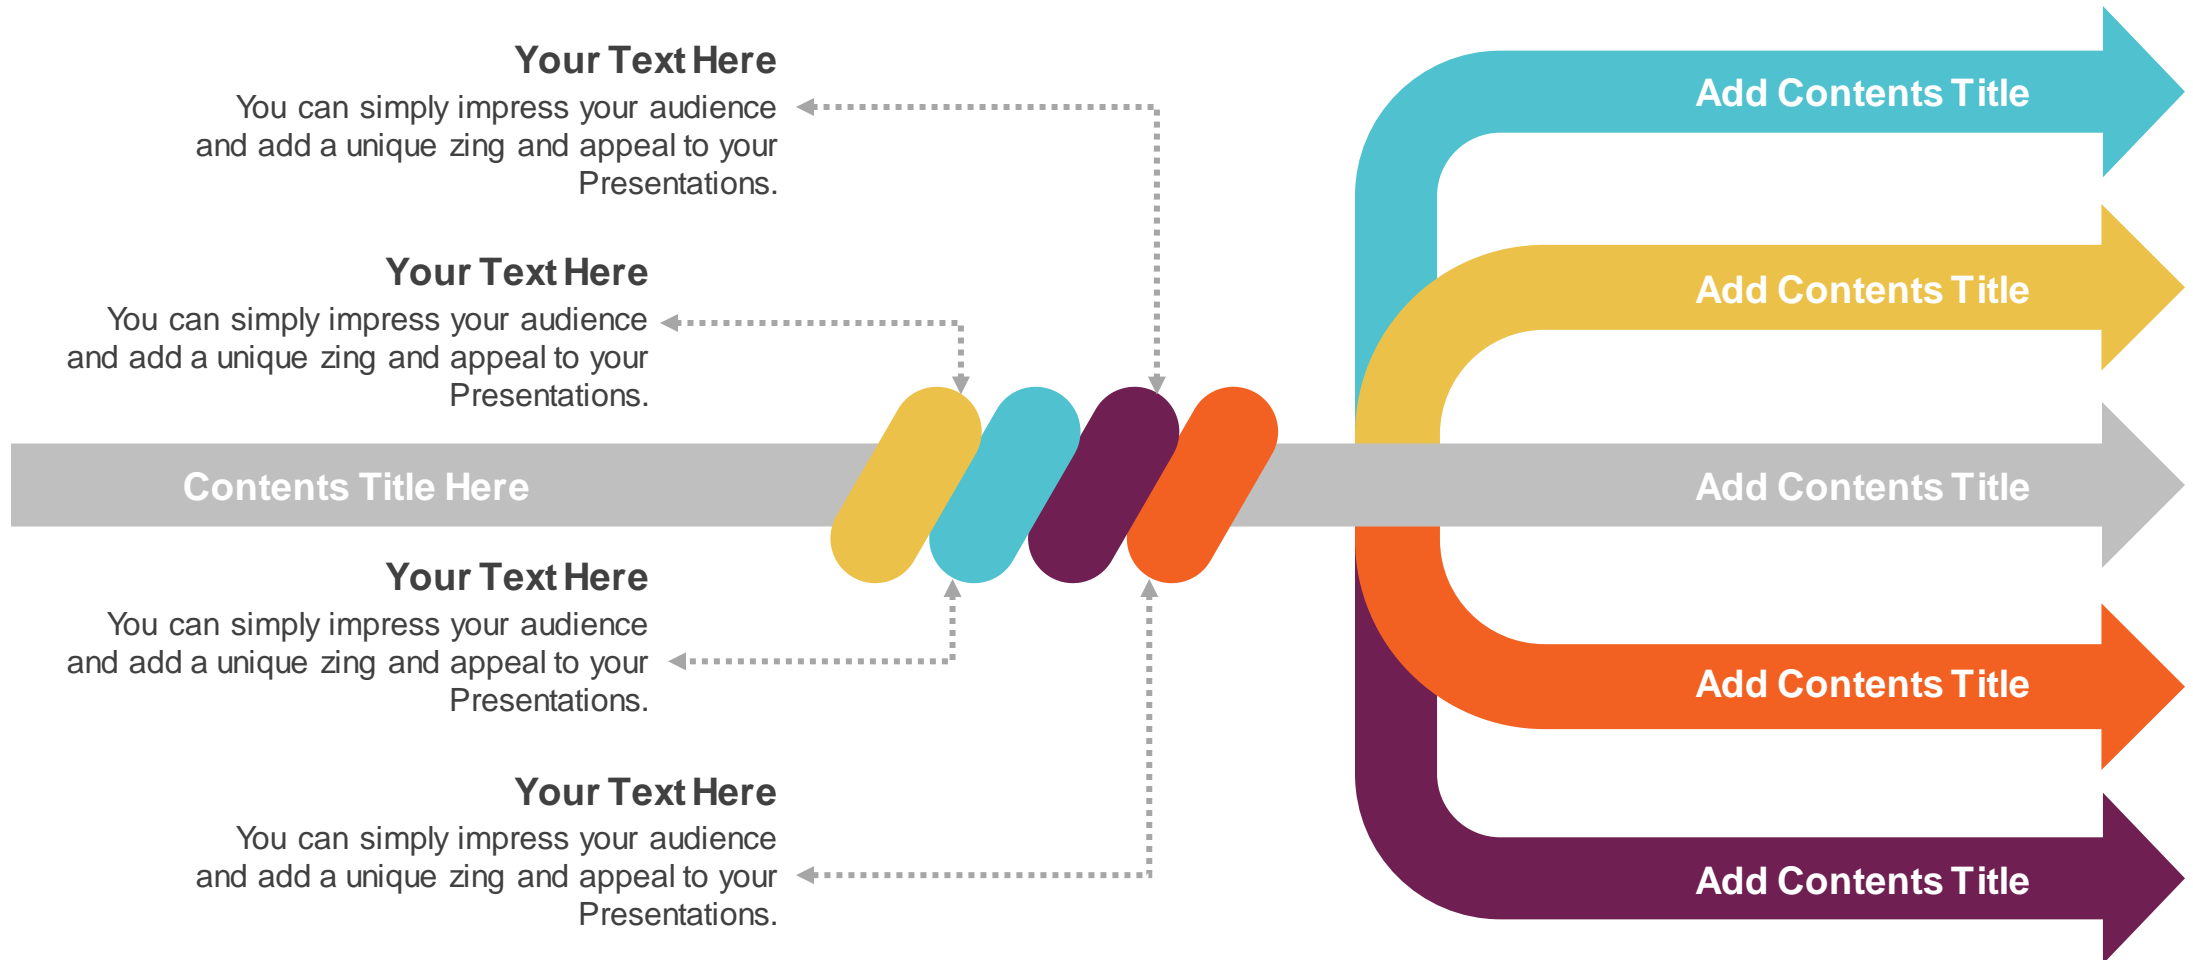 Your Text Here
You can simply impress your audience
and add a unique zing and appeal to your
Presentations.
Your Text Here
You can simply impress your audience
and add a unique zing and appeal to your
Presentations.
Contents Title Here
Your Text Here
You can simply impress your audience
and add a unique zing and appeal to your
Presentations.
Your Text Here
You can simply impress your audience
and add a unique zing and appeal to your
Presentations.
Add Contents Title
Add Contents Title
Add Contents Title
Add Contents Title
Add Contents Title